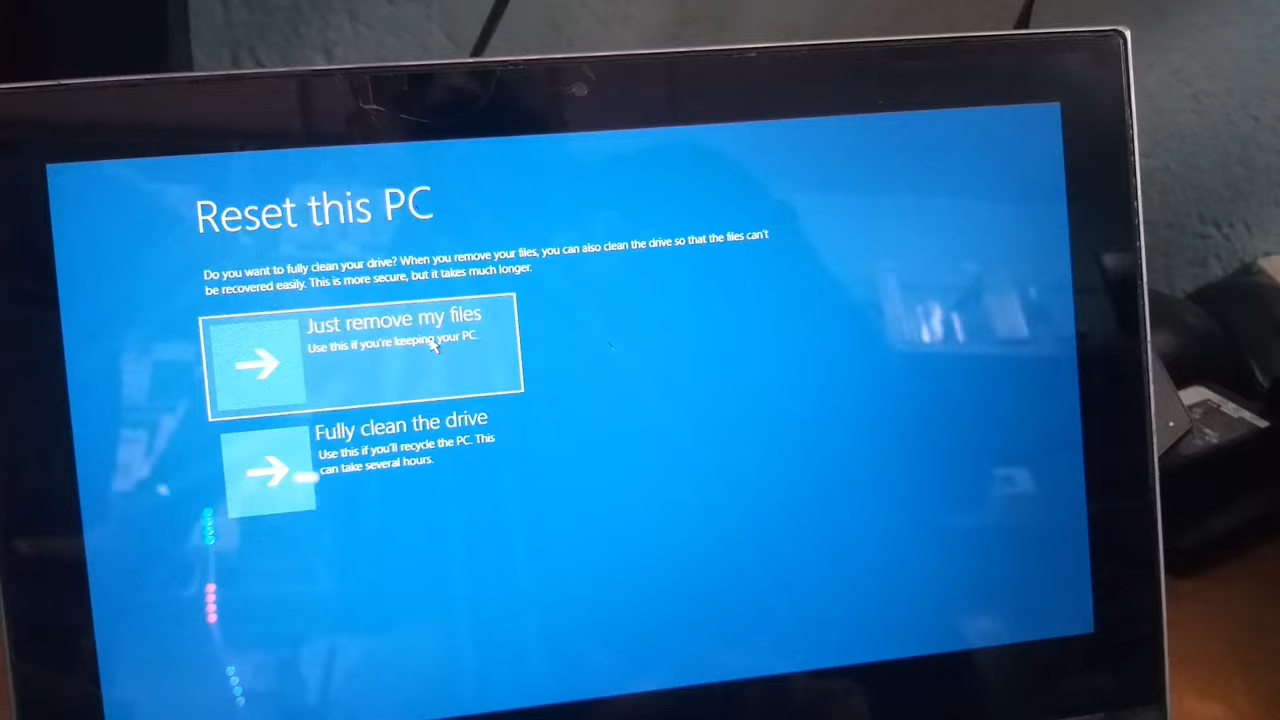 Reset this PC
Do you want to fully clean your drive? When you remove your files, you can also clean the drive so that the files can't
be recovered easily. This is more secure, but it takes much longer.
Just remove my files
Use this if you're keeping your PC.
Fully clean the drive
Use this if you'll recycle the PC. This
can take several hours.